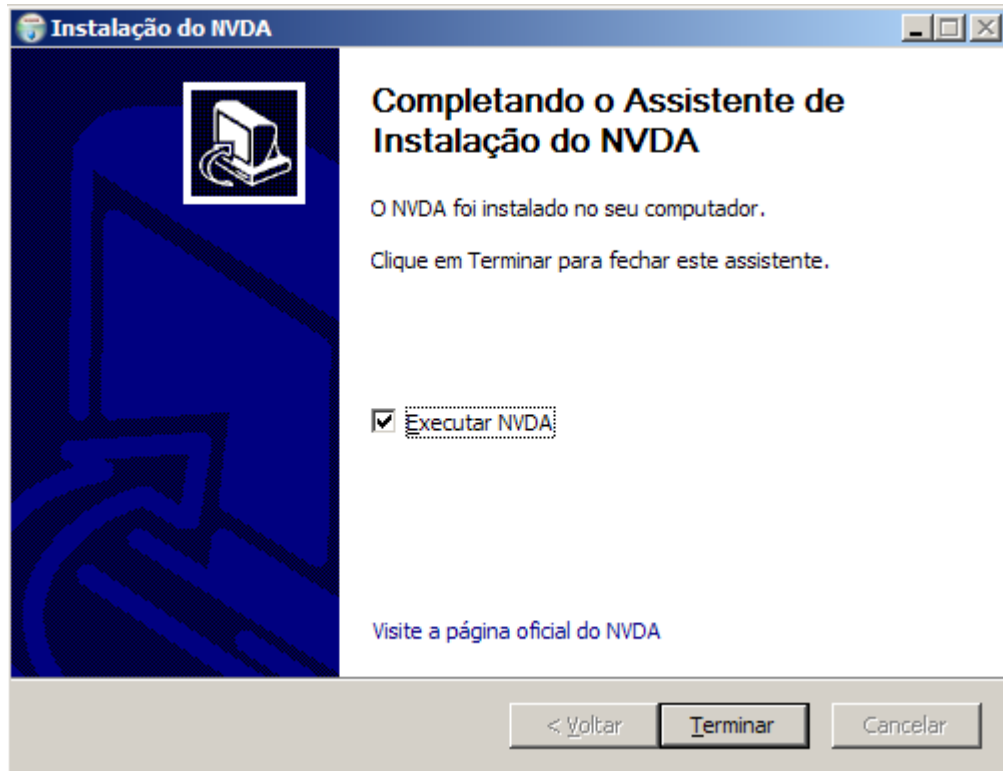 Instalação do NVDA
Completando o Assistente de
Instalação do NVDA
O NVDA foi instalado no seu computador.
Clique em Terminar para fechar este assistente.
Executar NVDA
Visite a página oficial do NVDA
< Voltar
Terminar
Cancelar